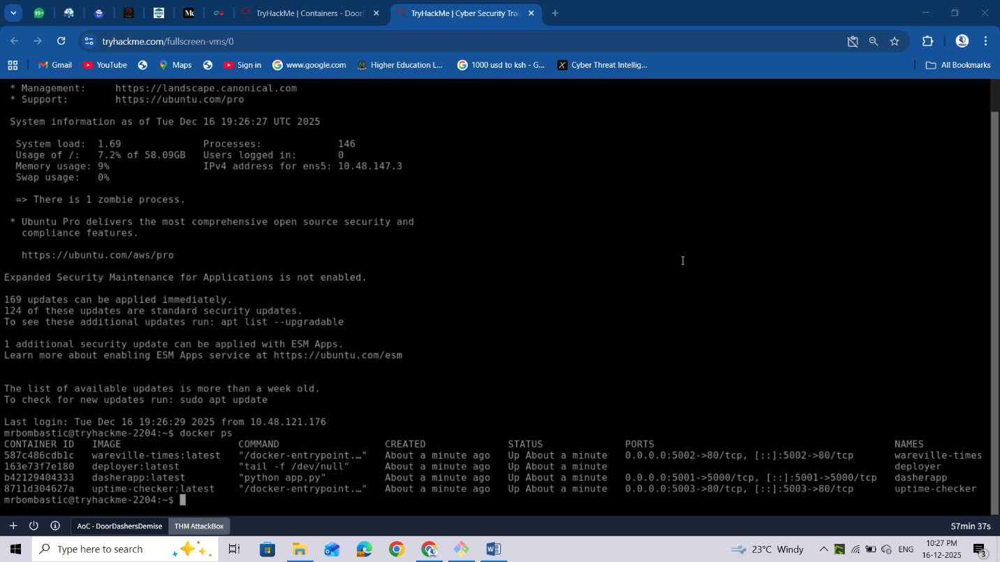 99+
TryHackMe | Containers - DoorD
TryHackMe | Cyber Security Trai
tryhackme.com/fullscreen-vms/0
Gmail
YouTube
Maps
Sign in
www.google.com
Higher Education L...
1000 usd to ksh - G...
Cyber Threat Intellig...
All Bookmarks
* Management:     https://landscape.canonical.com
* Support:        https://ubuntu.com/pro
System information as of Tue Dec 16 19:26:27 UTC 2025
System load:  1.69              Processes:             146
Usage of /:   7.2% of 58.09GB   Users logged in:       0
Memory usage: 9%                IPv4 address for ens5: 10.48.147.3
Swap usage:   0%
=> There is 1 zombie process.
* Ubuntu Pro delivers the most comprehensive open source security and
compliance features.
https://ubuntu.com/aws/pro
Expanded Security Maintenance for Applications is not enabled.
169 updates can be applied immediately.
124 of these updates are standard security updates.
To see these additional updates run: apt list --upgradable
1 additional security update can be applied with ESM Apps.
Learn more about enabling ESM Apps service at https://ubuntu.com/esm
The list of available updates is more than a week old.
To check for new updates run: sudo apt update
Last login: Tue Dec 16 19:26:29 2025 from 10.48.121.176
mrbombastic@tryhackme-2204:~$ docker ps
CONTAINER ID   IMAGE                    COMMAND                  CREATED              STATUS              PORTS                                         NAMES
587c486cdb1c   wareville-times:latest   "/docker-entrypoint.…"   About a minute ago   Up About a minute   0.0.0.0:5002->80/tcp, [::]:5002->80/tcp       wareville-times
163e73f7e180   deployer:latest          "tail -f /dev/null"      About a minute ago   Up About a minute                                                 deployer
b42129404333   dasherapp:latest         "python app.py"          About a minute ago   Up About a minute   0.0.0.0:5001->5000/tcp, [::]:5001->5000/tcp   dasherapp
8711d304627a   uptime-checker:latest    "/docker-entrypoint.…"   About a minute ago   Up About a minute   0.0.0.0:5003->80/tcp, [::]:5003->80/tcp       uptime-checker
mrbombastic@tryhackme-2204:~$
AoC - DoorDashersDemise
THM AttackBox
57min 37s
Type here to search
23°C Windy
ENG
10:27 PM
16-12-2025
3